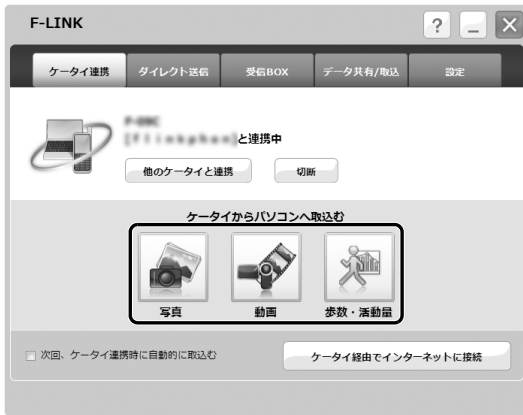 F-LINK
?
ケータイ連携 ダイレクト送信 受信BOX データ共有/取込 設定
と連携中
他のケータイと連携 切断
ケータイからパソコンへ取込む
写真 動画 歩数・活動量
次回、ケータイ連携時に自動的に取込む ケータイ経由でインターネットに接続